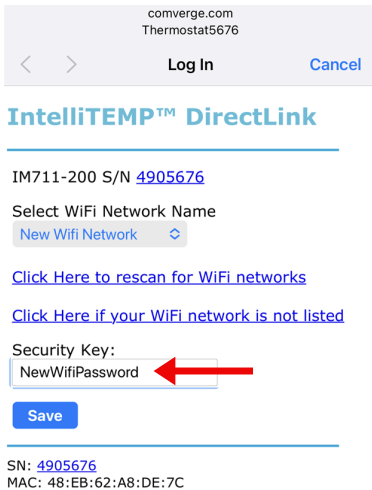 comverge.com
Thermostat5676
Log In
Cancel
IntelliTEMP™ DirectLink
IM711-200 S/N 4905676
Select WiFi Network Name
New Wifi Network
Click Here to rescan for WiFi networks
Click Here if your WiFi network is not listed
Security Key:
NewWifiPassword
Save
SN: 4905676
MAC: 48:EB:62:A8:DE:7C